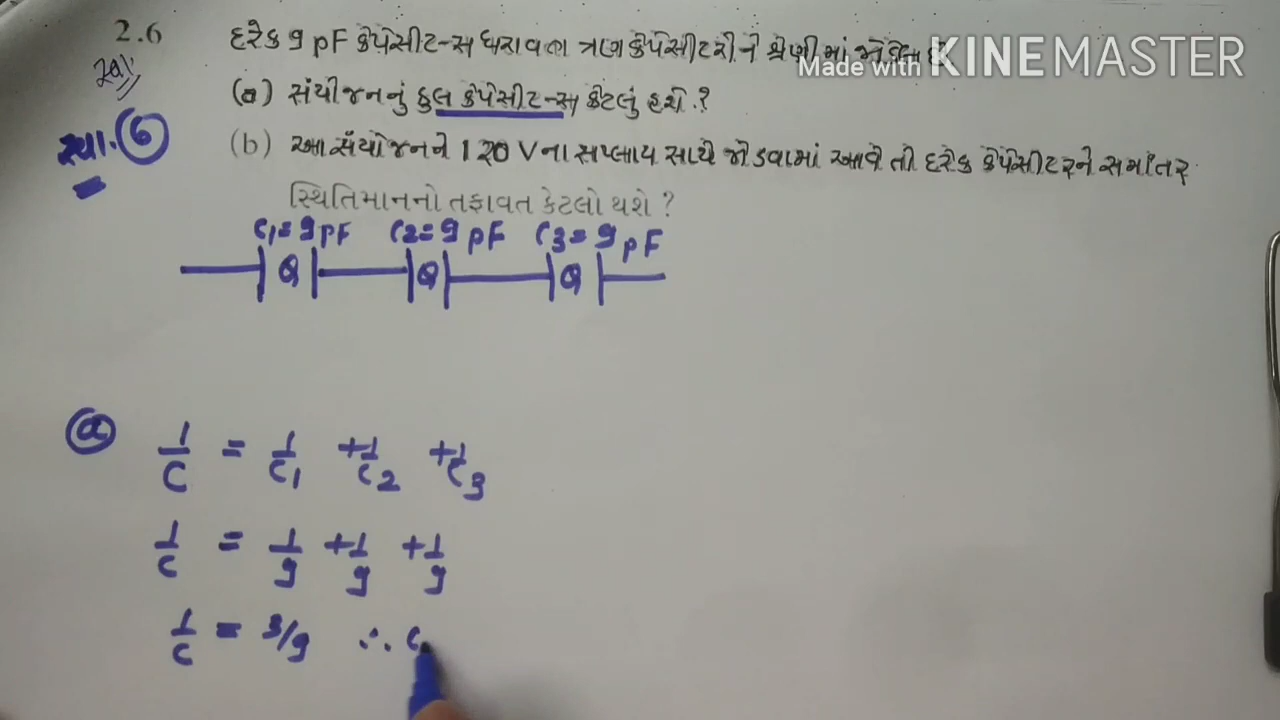 2.6 દરેક 9 pF કેપેસીટન્સ ધરાવતા ત્રણ કેપેસીટરોને શ્રેણીમાં જોડેલા છે
Made with KINEMASTER
(a) સંયોજનનું કુલ કેપેસીટન્સ કેટલું હશે ?
સ્વા. 6
(b) આ સંયોજનને 120 V ના સપ્લાય સાથે જોડવામાં આવે તો દરેક કેપેસીટરને સમાંતર
સ્થિતિમાનનો તફાવત કેટલો થશે ?
C1 = 9 pF C2 = 9 pF C3 = 9 pF
Q Q Q
(a) 1/C = 1/C1 + 1/C2 + 1/C3
1/C = 1/9 + 1/9 + 1/9
1/C = 3/9 ∴ C